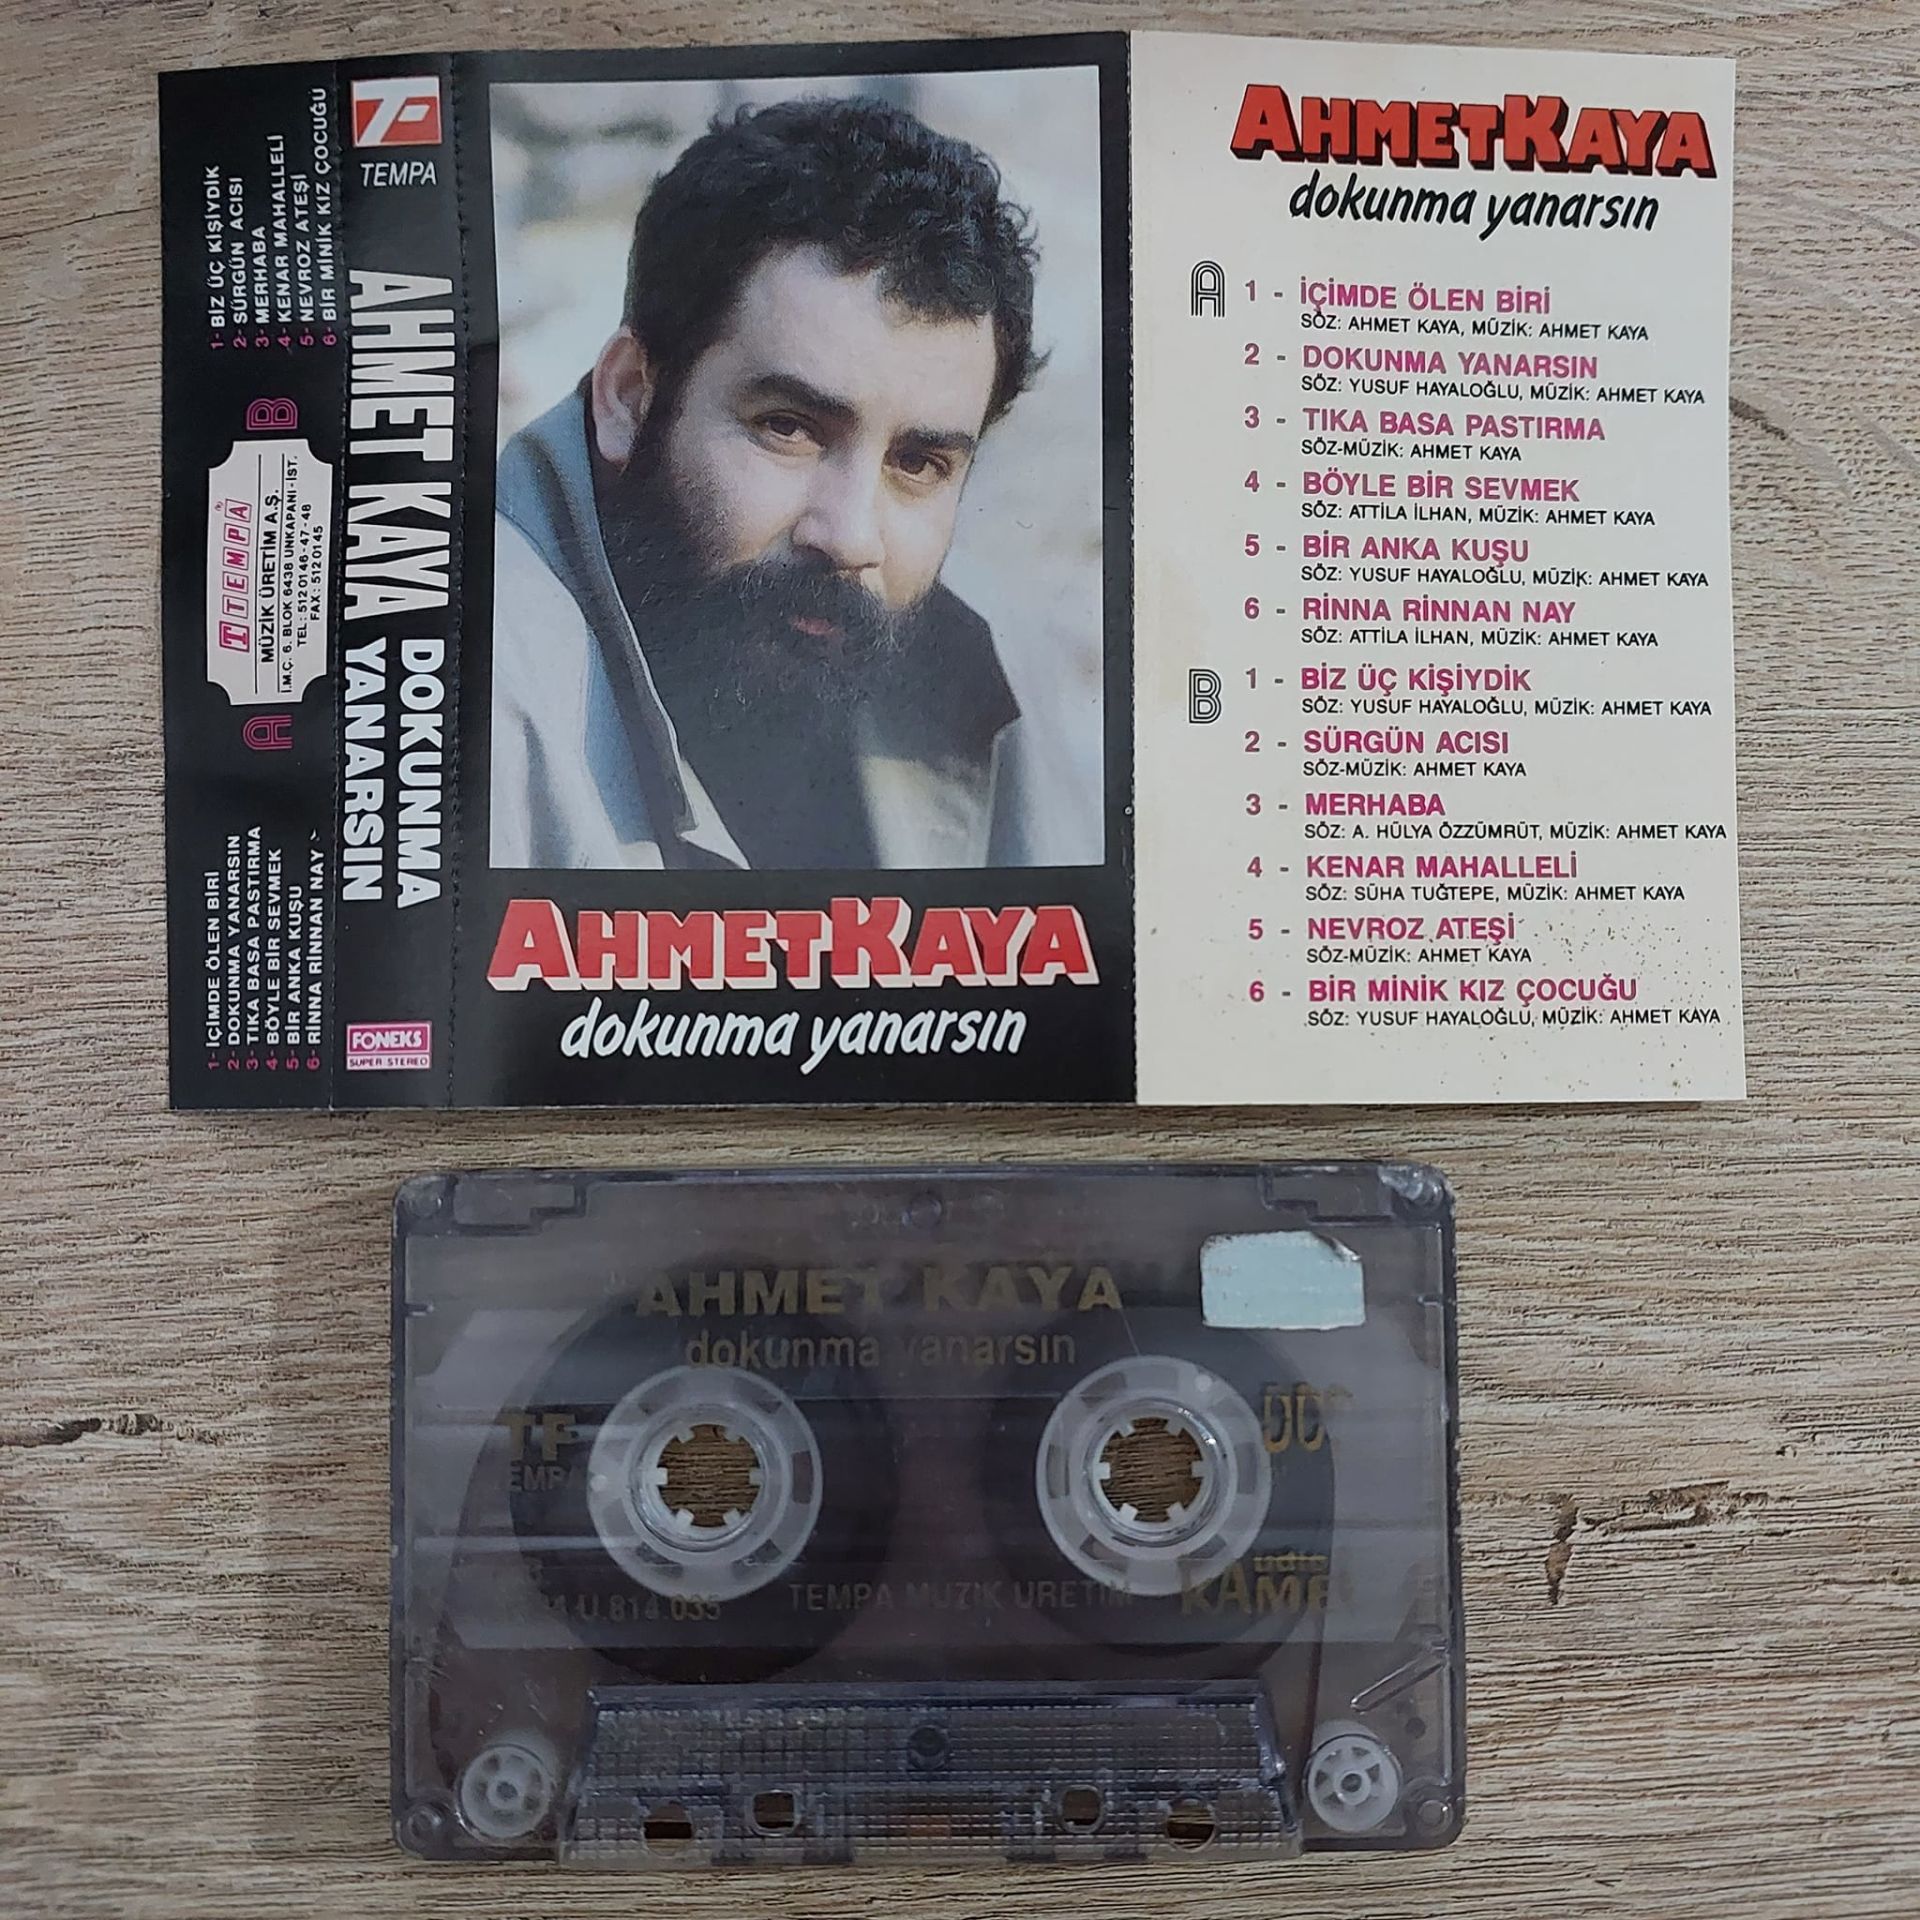 1- BİZ ÜÇ KİŞİYDİK
2- SÜRGÜN ACISI
3- MERHABA
4- KENAR MAHALLELİ
5- NEVROZ ATEŞİ
6- BİR MİNİK KIZ ÇOCUĞU
B
TEMPA
MÜZİK ÜRETİM A.Ş.
İ.M.Ç. 6. BLOK 6438 UNKAPANI-İST.
TEL: 5120146-47-48
FAX: 5120145
A
1- İÇİMDE ÖLEN BİRİ
2- DOKUNMA YANARSIN
3- TIKA BASA PASTIRMA
4- BÖYLE BİR SEVMEK
5- BİR ANKA KUŞU
6- RİNNA RİNNAN NAY
TEMPA
AHMET KAYA DOKUNMA YANARSIN
FONEKS
SUPER STEREO
AHMET KAYA
dokunma yanarsın
AHMET KAYA
dokunma yanarsın
A
1 - İÇİMDE ÖLEN BİRİ
SÖZ: AHMET KAYA, MÜZİK: AHMET KAYA
2 - DOKUNMA YANARSIN
SÖZ: YUSUF HAYALOĞLU, MÜZİK: AHMET KAYA
3 - TIKA BASA PASTIRMA
SÖZ-MÜZİK: AHMET KAYA
4 - BÖYLE BİR SEVMEK
SÖZ: ATTİLA İLHAN, MÜZİK: AHMET KAYA
5 - BİR ANKA KUŞU
SÖZ: YUSUF HAYALOĞLU, MÜZİK: AHMET KAYA
6 - RİNNA RİNNAN NAY
SÖZ: ATTİLA İLHAN, MÜZİK: AHMET KAYA
B
1 - BİZ ÜÇ KİŞİYDİK
SÖZ: YUSUF HAYALOĞLU, MÜZİK: AHMET KAYA
2 - SÜRGÜN ACISI
SÖZ-MÜZİK: AHMET KAYA
3 - MERHABA
SÖZ: A. HÜLYA ÖZZÜMRÜT, MÜZİK: AHMET KAYA
4 - KENAR MAHALLELİ
SÖZ: SÜHA TUĞTEPE, MÜZİK: AHMET KAYA
5 - NEVROZ ATEŞİ
SÖZ-MÜZİK: AHMET KAYA
6 - BİR MİNİK KIZ ÇOCUĞU
SÖZ: YUSUF HAYALOĞLU, MÜZİK: AHMET KAYA
AHMET KAYA
dokunma yanarsın
U.814.035
TEMPA MÜZİK ÜRETİM